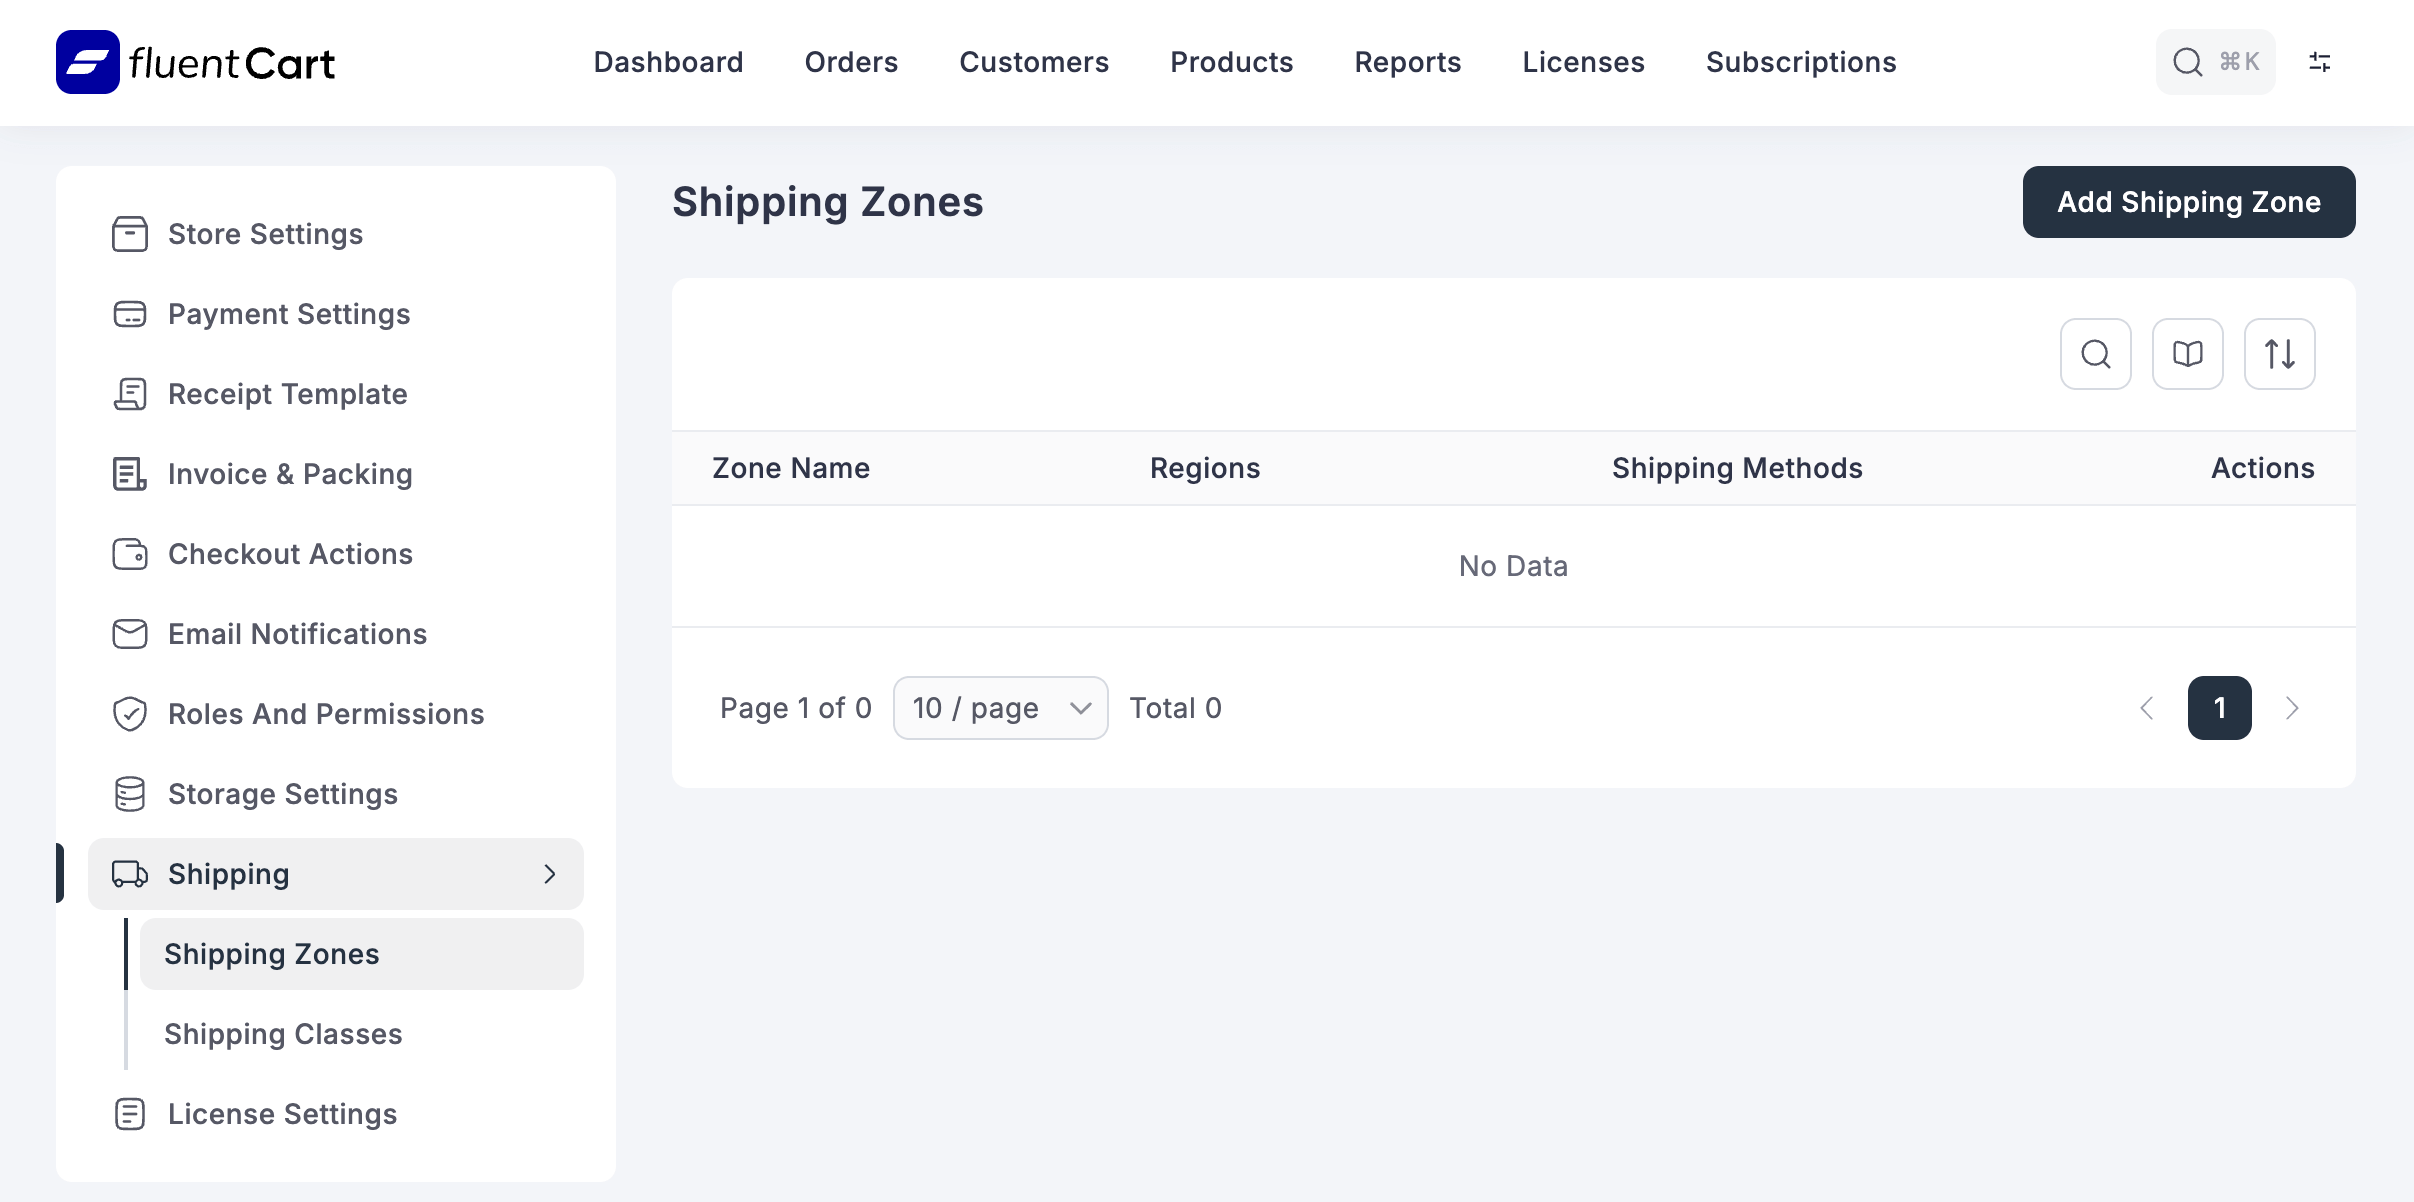 fluentCart
Dashboard
Orders
Customers
Products
Reports
Licenses
Subscriptions
⌘K
Store Settings
Payment Settings
Receipt Template
Invoice & Packing
Checkout Actions
Email Notifications
Roles And Permissions
Storage Settings
Shipping
Shipping Zones
Shipping Classes
License Settings
Shipping Zones
Add Shipping Zone
Zone Name
Regions
Shipping Methods
Actions
No Data
Page 1 of 0
10 / page
Total 0
1